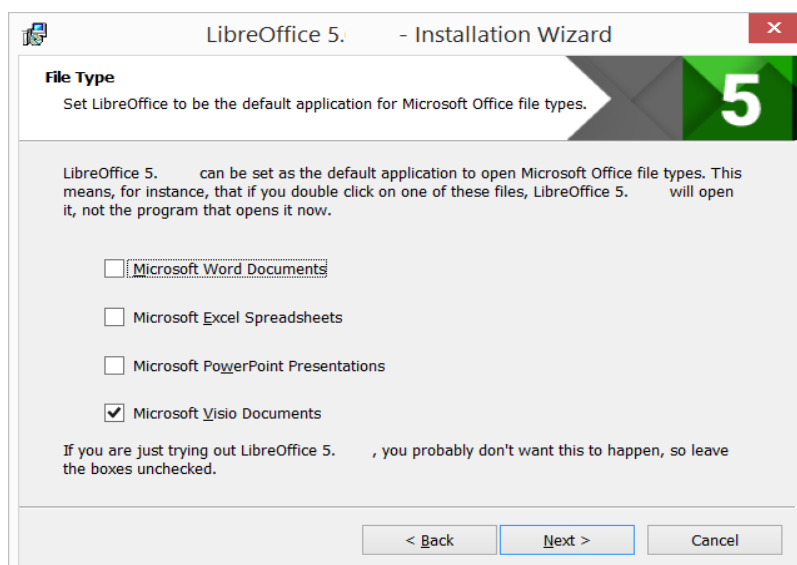 LibreOffice 5. - Installation Wizard
File Type
Set LibreOffice to be the default application for Microsoft Office file types.
5
LibreOffice 5. can be set as the default application to open Microsoft Office file types. This
means, for instance, that if you double click on one of these files, LibreOffice 5. will open
it, not the program that opens it now.
Microsoft Word Documents
Microsoft Excel Spreadsheets
Microsoft PowerPoint Presentations
Microsoft Visio Documents
If you are just trying out LibreOffice 5. , you probably don't want this to happen, so leave
the boxes unchecked.
< Back Next > Cancel